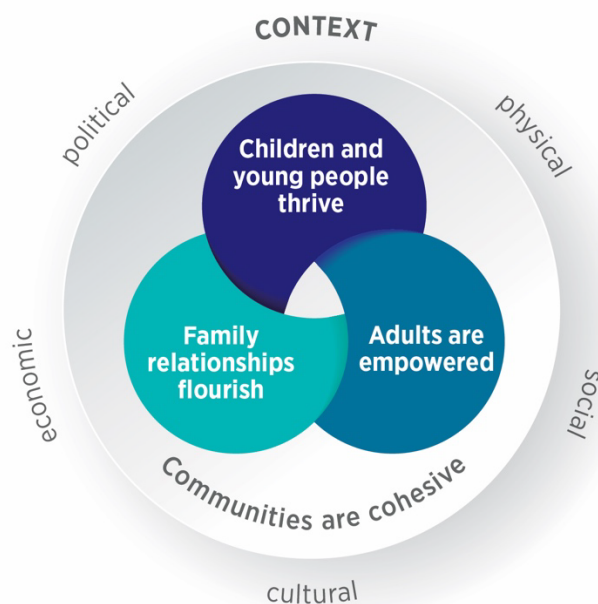 CONTEXT
political
physical
Children and
young people
thrive
Family
relationships
flourish
Adults are
empowered
economic
social
Communities are cohesive
cultural